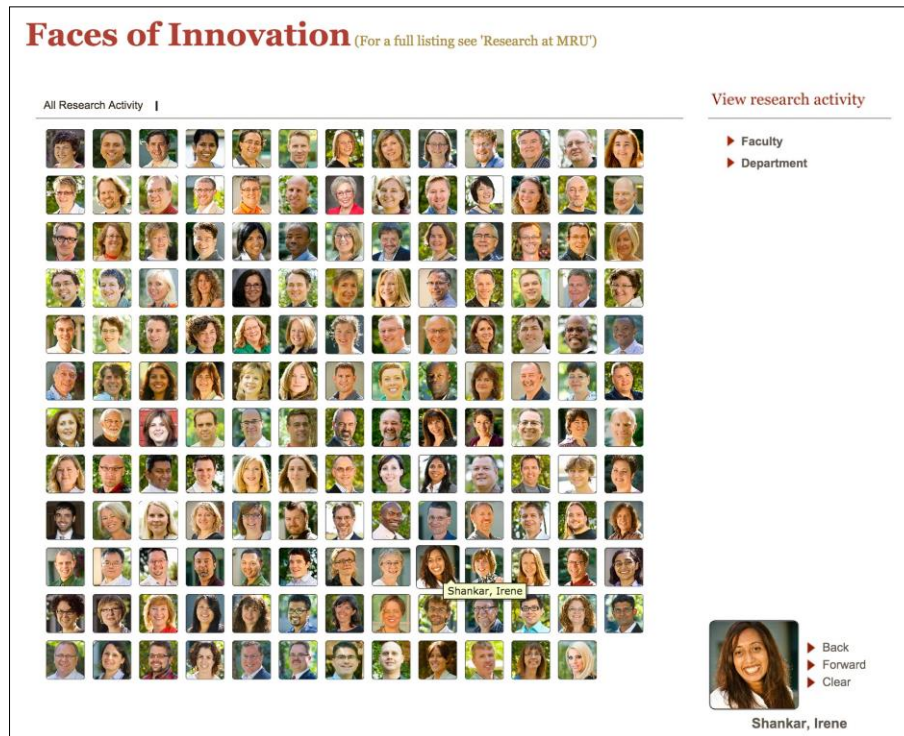 Faces of Innovation (For a full listing see 'Research at MRU')
All Research Activity |
View research activity
Faculty
Department
Shankar, Irene
Back
Forward
Clear
Shankar, Irene